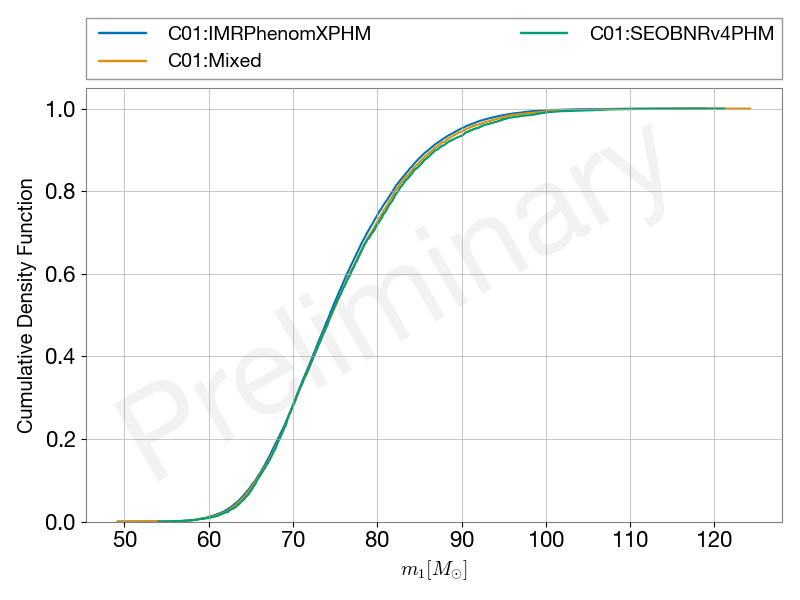 C01:IMRPhenomXPHM
C01:Mixed
C01:SEOBNRv4PHM
Cumulative Density Function
1.0
0.8
0.6
0.4
0.2
0.0
Preliminary
50 60 70 80 90 100 110 120
m₁[M☉]